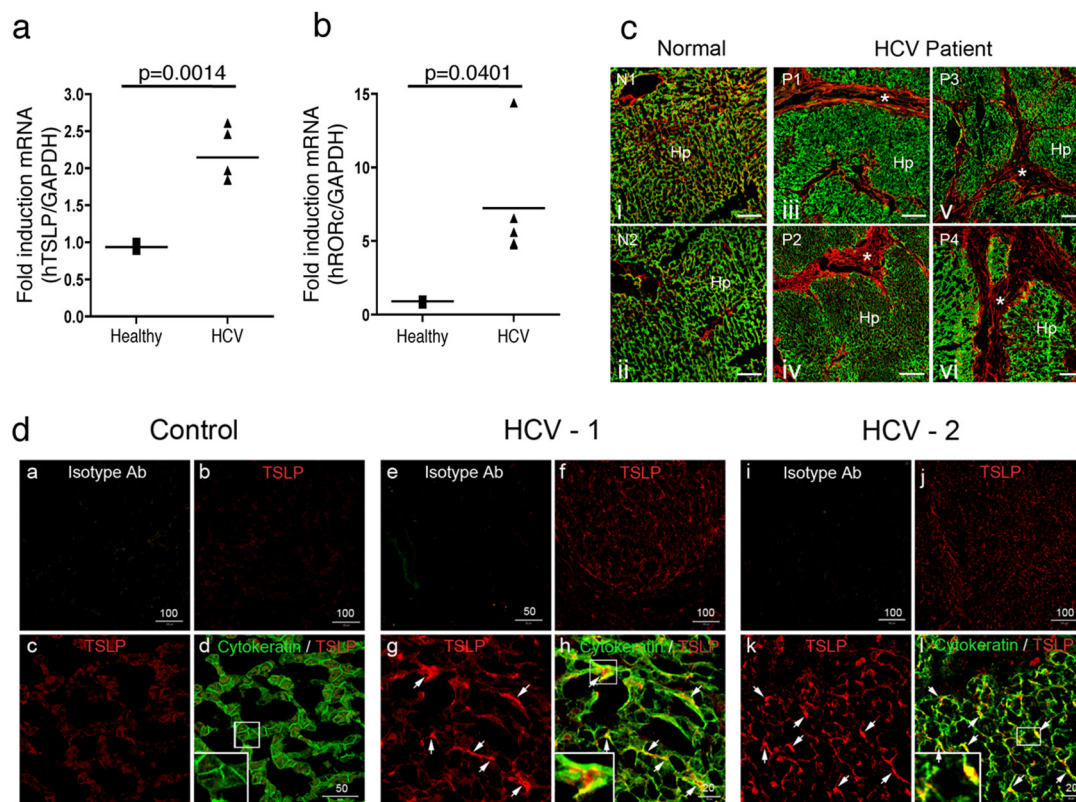 a
p=0.0014
Fold induction mRNA
(hTSLP/GAPDH)
3.0
2.5
2.0
1.5
1.0
0.5
0.0
Healthy
HCV
b
p=0.0401
Fold induction mRNA
(hRORc/GAPDH)
15
10
5
0
Healthy
HCV
c
Normal
HCV Patient
N1
Hp
i
P1
*
Hp
iii
P3
Hp
*
v
N2
Hp
ii
P2
*
Hp
iv
P4
*
Hp
vi
d
Control
HCV - 1
HCV - 2
a
Isotype Ab
100
b
TSLP
100
e
Isotype Ab
50
f
TSLP
100
i
Isotype Ab
100
j
TSLP
100
c
TSLP
d
Cytokeratin / TSLP
50
g
TSLP
h
Cytokeratin / TSLP
20
k
TSLP
l
Cytokeratin / TSLP
20